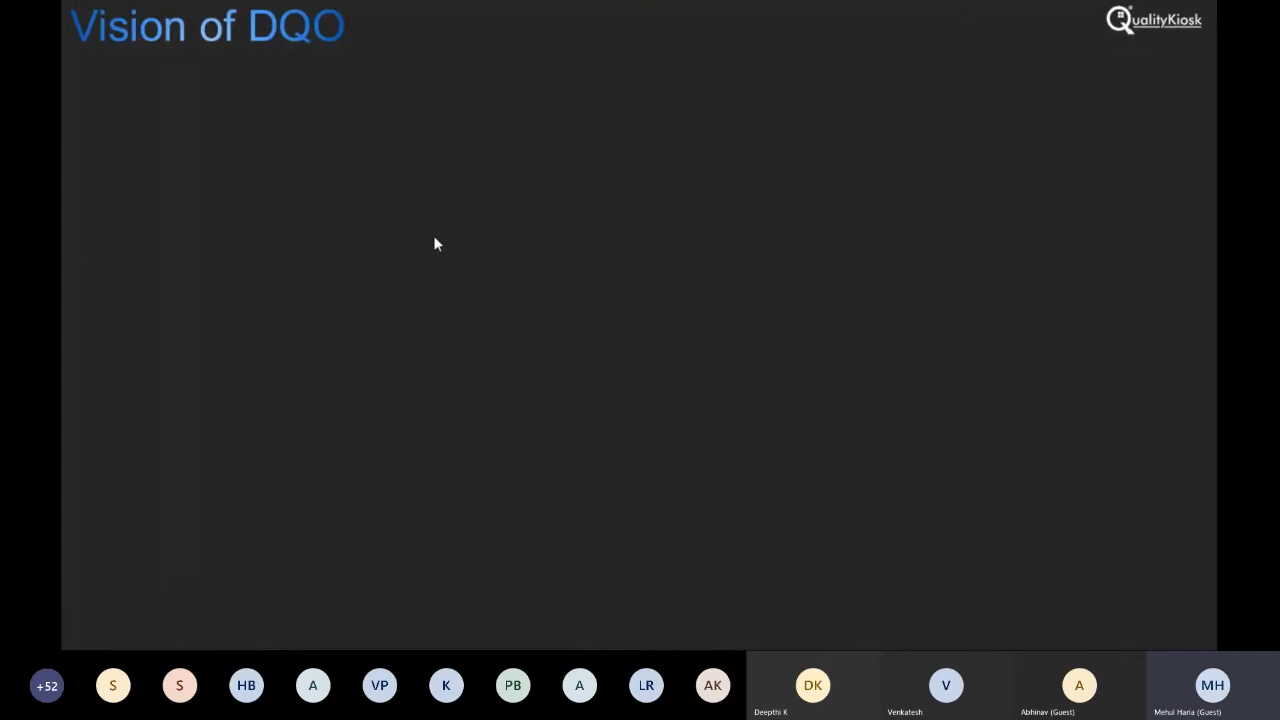 Vision of DQO
QualityKiosk
+52
S
S
HB
A
VP
K
PB
A
LR
AK
DK
V
A
MH
Deepthi K
Venkatesh
Abhinav (Guest)
Mehul Haria (Guest)